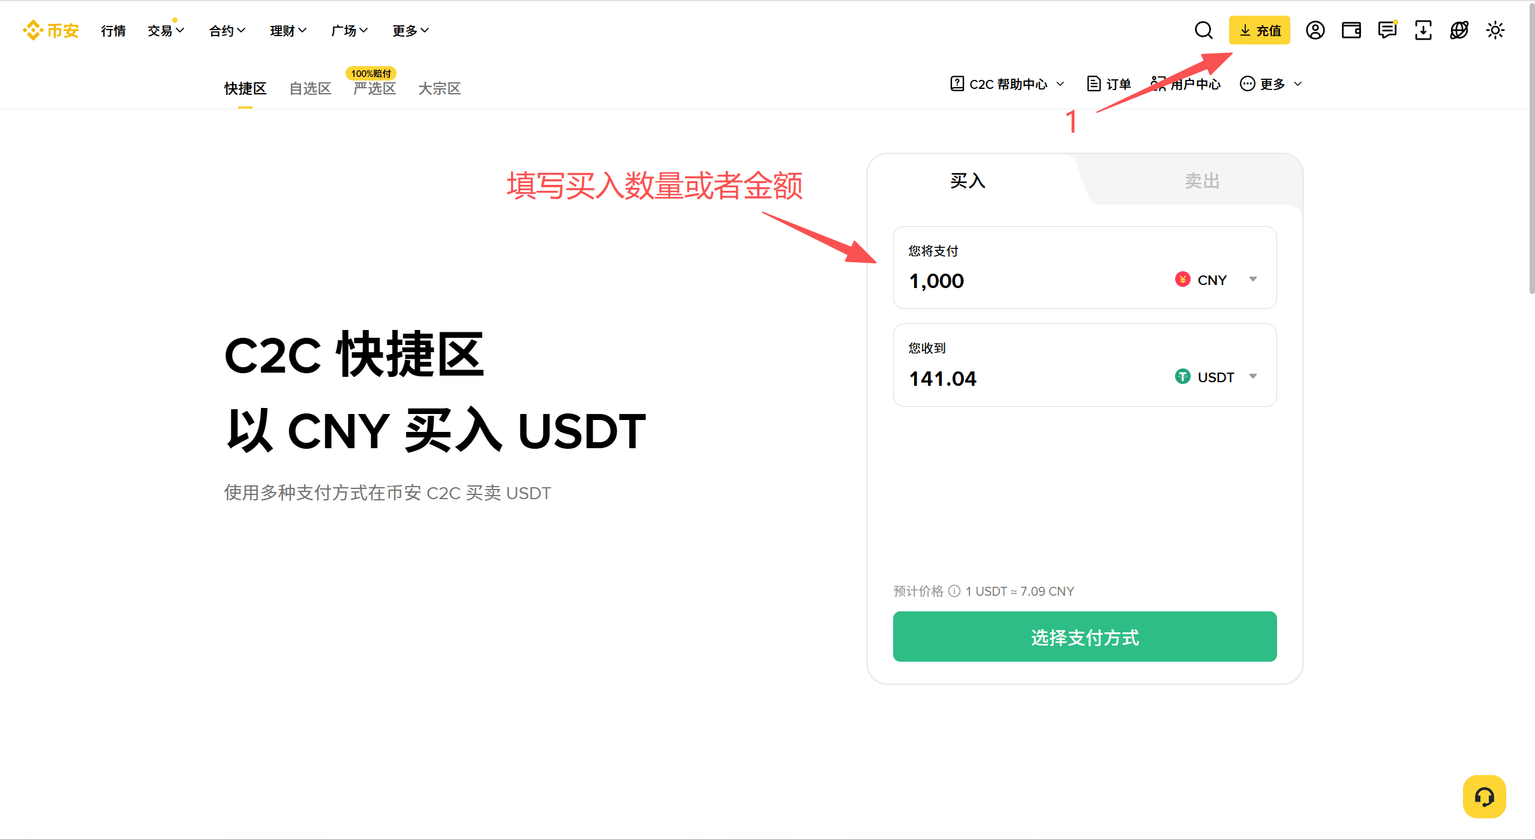 币安 行情 交易 合约 理财 广场 更多 充值
快捷区 自选区 100%赔付 严选区 大宗区 C2C 帮助中心 订单 用户中心 更多
1
填写买入数量或者金额
买入 卖出
您将支付
1,000 CNY
您收到
141.04 USDT
C2C 快捷区
以 CNY 买入 USDT
使用多种支付方式在币安 C2C 买卖 USDT
预计价格 1 USDT ≈ 7.09 CNY
选择支付方式